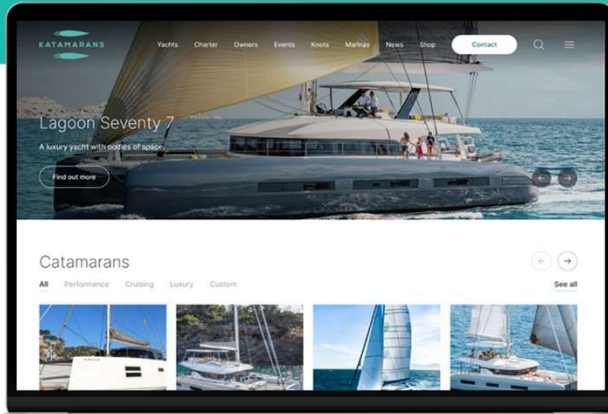 KATAMARANS
Yachts Charter Owners Events Knots Marinas News Shop Contact
Lagoon Seventy 7
A luxury yacht with oodles of space.
Find out more
Catamarans
All Performance Cruising Luxury Custom See all